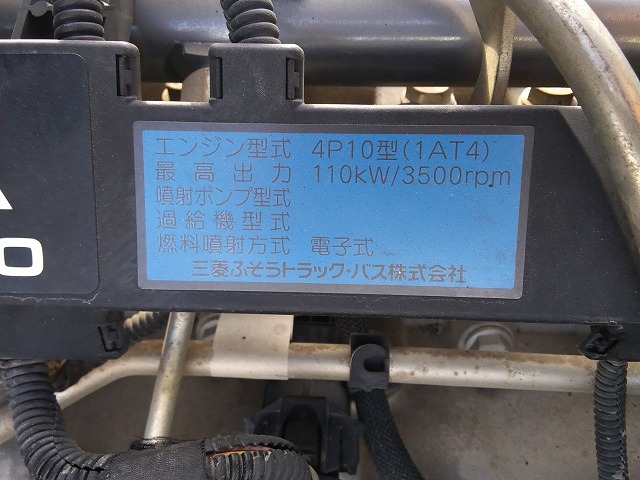 エンジン型式 4P10型(1AT4)
最高出力 110kW/3500rpm
噴射ポンプ型式
過給機型式
燃料噴射方式 電子式
三菱ふそうトラック・バス株式会社